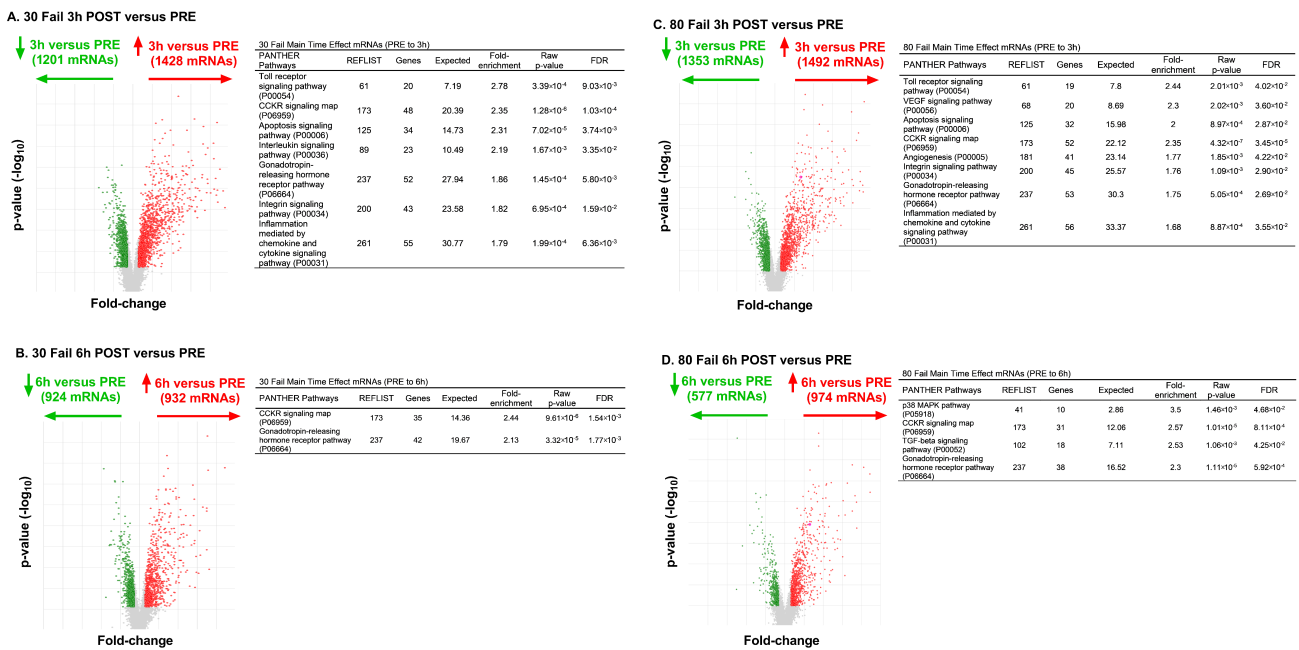 A. 30 Fail 3h POST versus PRE
3h versus PRE
(1201 mRNAs)
3h versus PRE
(1428 mRNAs)
p-value (-log10)
Fold-change
30 Fail Main Time Effect mRNAs (PRE to 3h)
PANTHER Pathways REFLIST Genes Expected Fold-enrichment Raw p-value FDR
Toll receptor signaling pathway (P00054) 61 20 7.19 2.78 3.39×10-4 9.03×10-3
CCKR signaling map (P06959) 173 48 20.39 2.35 1.28×10-6 1.03×10-4
Apoptosis signaling pathway (P00006) 125 34 14.73 2.31 7.02×10-5 3.74×10-3
Interleukin signaling pathway (P00036) 89 23 10.49 2.19 1.67×10-3 3.35×10-2
Gonadotropin-releasing hormone receptor pathway (P06664) 237 52 27.94 1.86 1.45×10-4 5.80×10-3
Integrin signaling pathway (P00034) 200 43 23.58 1.82 6.95×10-4 1.59×10-2
Inflammation mediated by chemokine and cytokine signaling pathway (P00031) 261 55 30.77 1.79 1.99×10-4 6.36×10-3
C. 80 Fail 3h POST versus PRE
3h versus PRE
(1353 mRNAs)
3h versus PRE
(1492 mRNAs)
p-value (-log10)
Fold-change
80 Fail Main Time Effect mRNAs (PRE to 3h)
PANTHER Pathways REFLIST Genes Expected Fold-enrichment Raw p-value FDR
Toll receptor signaling pathway (P00054) 61 19 7.8 2.44 2.01×10-3 4.02×10-2
VEGF signaling pathway (P00056) 68 20 8.69 2.3 2.02×10-3 3.60×10-2
Apoptosis signaling pathway (P00006) 125 32 15.98 2 8.97×10-4 2.87×10-2
CCKR signaling map (P06959) 173 52 22.12 2.35 4.32×10-7 3.45×10-5
Angiogenesis (P00005) 181 41 23.14 1.77 1.85×10-3 4.22×10-2
Integrin signaling pathway (P00034) 200 45 25.57 1.76 1.09×10-3 2.90×10-2
Gonadotropin-releasing hormone receptor pathway (P06664) 237 53 30.3 1.75 5.05×10-4 2.69×10-2
Inflammation mediated by chemokine and cytokine signaling pathway (P00031) 261 56 33.37 1.68 8.87×10-4 3.55×10-2
B. 30 Fail 6h POST versus PRE
6h versus PRE
(924 mRNAs)
6h versus PRE
(932 mRNAs)
p-value (-log10)
Fold-change
30 Fail Main Time Effect mRNAs (PRE to 6h)
PANTHER Pathways REFLIST Genes Expected Fold-enrichment Raw p-value FDR
CCKR signaling map (P06959) 173 35 14.36 2.44 9.61×10-6 1.54×10-3
Gonadotropin-releasing hormone receptor pathway (P06664) 237 42 19.67 2.13 3.32×10-5 1.77×10-3
D. 80 Fail 6h POST versus PRE
6h versus PRE
(577 mRNAs)
6h versus PRE
(974 mRNAs)
p-value (-log10)
Fold-change
80 Fail Main Time Effect mRNAs (PRE to 6h)
PANTHER Pathways REFLIST Genes Expected Fold-enrichment Raw p-value FDR
p38 MAPK pathway (P05918) 41 10 2.86 3.5 1.46×10-3 4.68×10-2
CCKR signaling map (P06959) 173 31 12.06 2.57 1.01×10-5 8.11×10-4
TGF-beta signaling pathway (P00052) 102 18 7.11 2.53 1.06×10-3 4.25×10-2
Gonadotropin-releasing hormone receptor pathway (P06664) 237 38 16.52 2.3 1.11×10-5 5.92×10-4